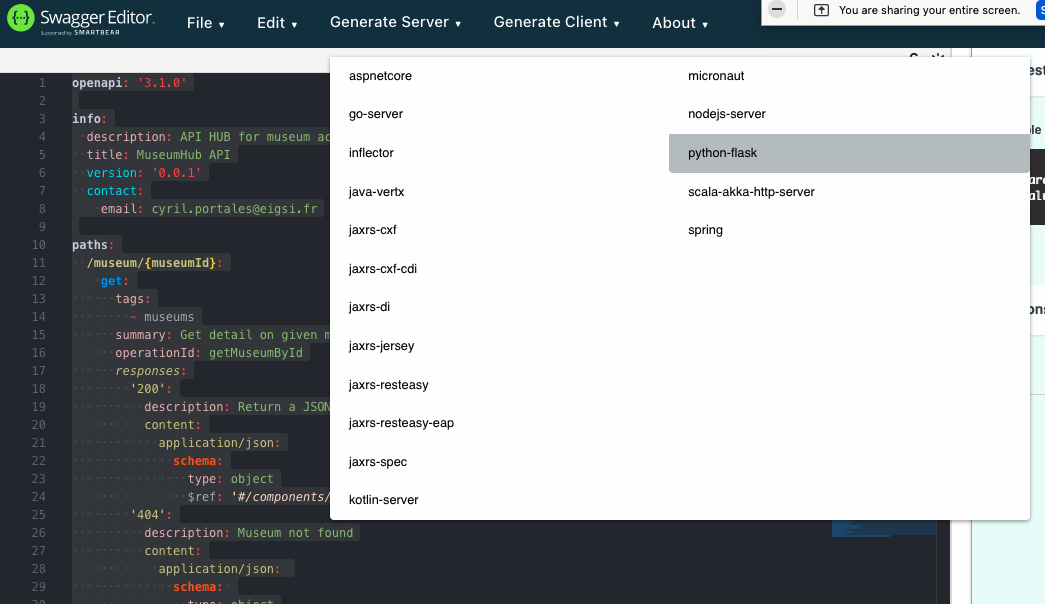 Swagger Editor.
Supported by SMARTBEAR
File ▾
Edit ▾
Generate Server ▾
Generate Client ▾
About ▾
You are sharing your entire screen.
aspnetcore
go-server
inflector
java-vertx
jaxrs-cxf
jaxrs-cxf-cdi
jaxrs-di
jaxrs-jersey
jaxrs-resteasy
jaxrs-resteasy-eap
jaxrs-spec
kotlin-server
micronaut
nodejs-server
python-flask
scala-akka-http-server
spring
1 openapi: '3.1.0'
2
3 info:
4 description: API HUB for museum ac
5 title: MuseumHub API
6 version: '0.0.1'
7 contact:
8 email: cyril.portales@eigsi.fr
9
10 paths:
11 /museum/{museumId}:
12 get:
13 tags:
14 - museums
15 summary: Get detail on given m
16 operationId: getMuseumById
17 responses:
18 '200':
19 description: Return a JSON
20 content:
21 application/json:
22 schema:
23 type: object
24 $ref: '#/components/
25 '404':
26 description: Museum not found
27 content:
28 application/json:
29 schema:
30 type: object